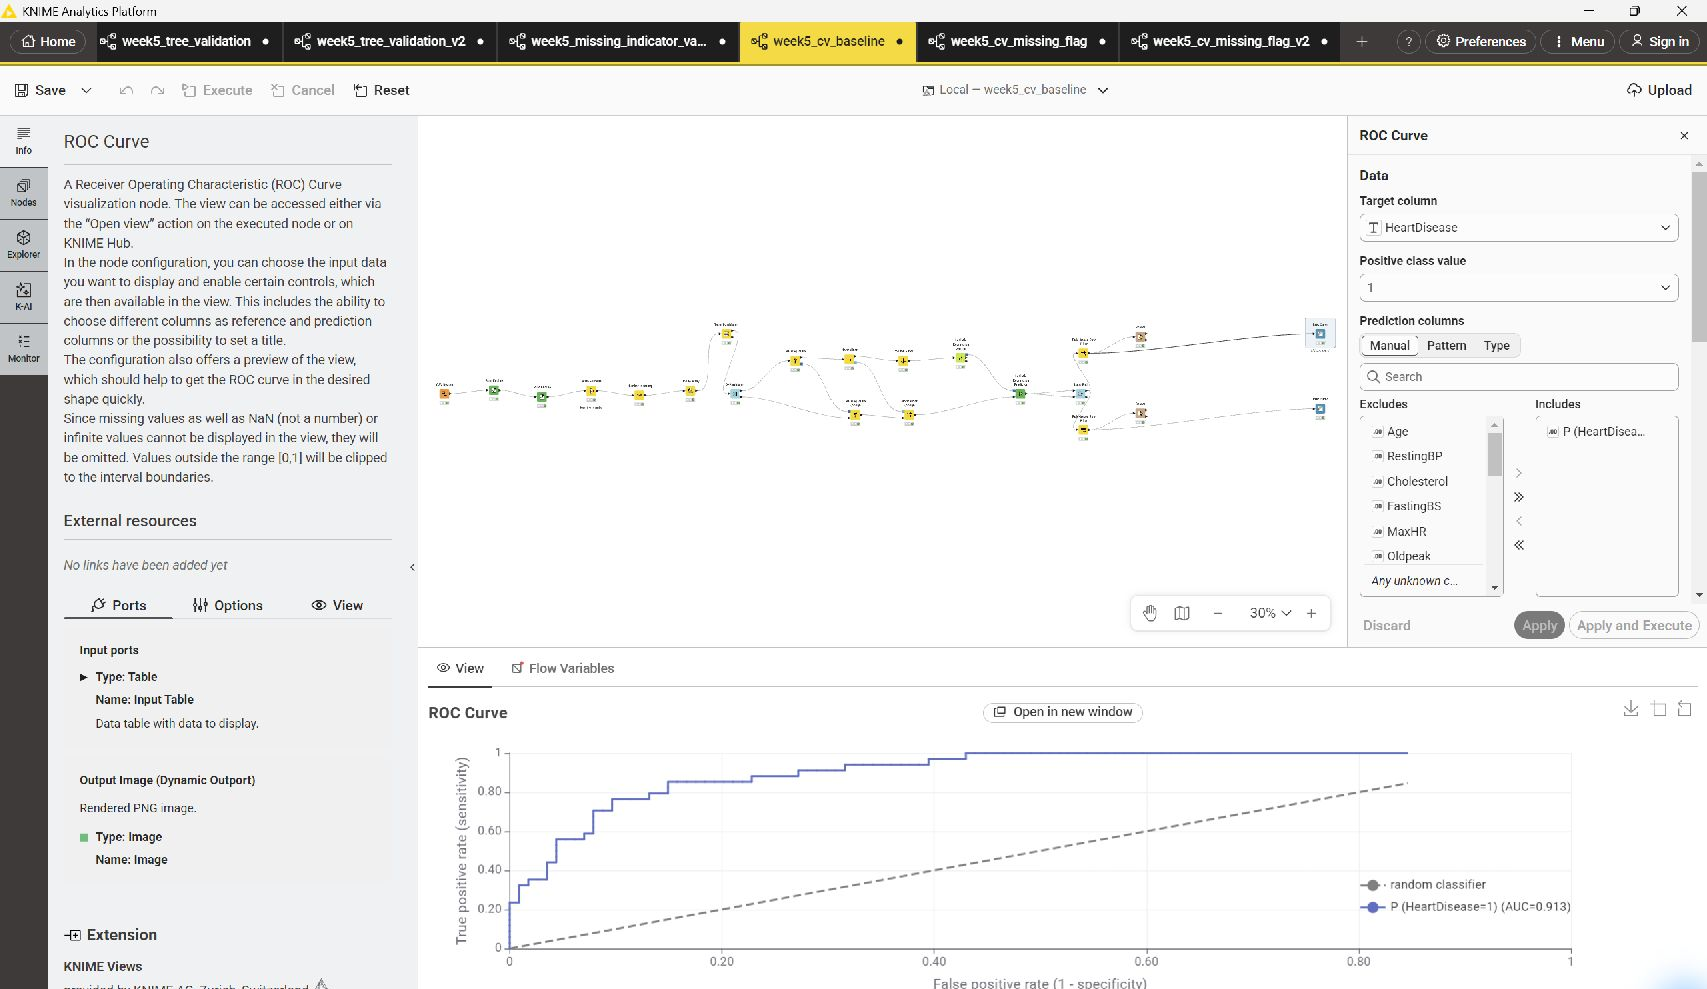 KNIME Analytics Platform
Home
week5_tree_validation
week5_tree_validation_v2
week5_missing_indicator_va...
week5_cv_baseline
week5_cv_missing_flag
week5_cv_missing_flag_v2
?
Preferences
Menu
Sign in
Save
Execute
Cancel
Reset
Local — week5_cv_baseline
Upload
Info
Nodes
Explorer
K-AI
Monitor
ROC Curve
A Receiver Operating Characteristic (ROC) Curve
visualization node. The view can be accessed either via
the "Open view" action on the executed node or on
KNIME Hub.
In the node configuration, you can choose the input data
you want to display and enable certain controls, which
are then available in the view. This includes the ability to
choose different columns as reference and prediction
columns or the possibility to set a title.
The configuration also offers a preview of the view,
which should help to get the ROC curve in the desired
shape quickly.
Since missing values as well as NaN (not a number) or
infinite values cannot be displayed in the view, they will
be omitted. Values outside the range [0,1] will be clipped
to the interval boundaries.
External resources
No links have been added yet
Ports
Options
View
Input ports
Type: Table
Name: Input Table
Data table with data to display.
Output Image (Dynamic Outport)
Rendered PNG image.
Type: Image
Name: Image
Extension
KNIME Views
provided by KNIME AG, Zurich, Switzerland
30%
ROC Curve
Data
Target column
T HeartDisease
Positive class value
1
Prediction columns
Manual
Pattern
Type
Search
Excludes
Includes
Age
RestingBP
Cholesterol
FastingBS
MaxHR
Oldpeak
Any unknown c...
P (HeartDisea...
Discard
Apply
Apply and Execute
View
Flow Variables
ROC Curve
Open in new window
True positive rate (sensitivity)
1
0.80
0.60
0.40
0.20
0
0
0.20
0.40
0.60
0.80
1
random classifier
P (HeartDisease=1) (AUC=0.913)
False positive rate (1 - specificity)